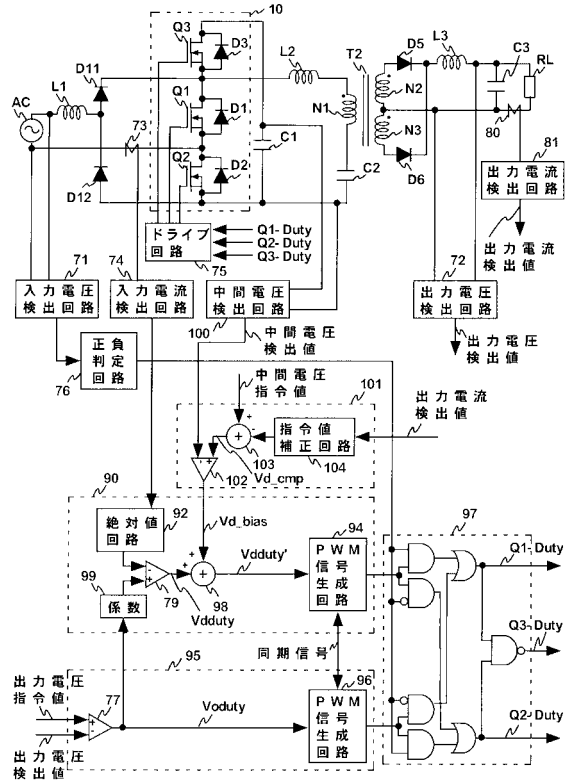 10
Q3
D3
D11
L1
AC
73
Q1
D1
Q2
D2
D12
C1
L2
T2
N1
C2
D5
N2
N3
D6
L3
C3
RL
80
81
出力電流
検出回路
出力電流
検出値
ドライブ
回路
75
Q1-Duty
Q2-Duty
Q3-Duty
71
入力電圧
検出回路
74
入力電流
検出回路
中間電圧
検出回路
100
中間電圧
検出値
72
出力電圧
検出回路
出力電圧
検出値
正負
判定
回路
76
中間電圧
指令値
101
出力電流
検出値
指令値
補正回路
104
103
102
Vd_cmp
90
92
絶対値
回路
Vd_bias
94
PWM
信号
生成
回路
97
99
係数
79
Vdduty
98
Vdduty'
Q1-Duty
Q3-Duty
Q2-Duty
同期信号
95
96
PWM
信号
生成
回路
出力電圧
指令値
77
Voduty
出力電圧
検出値